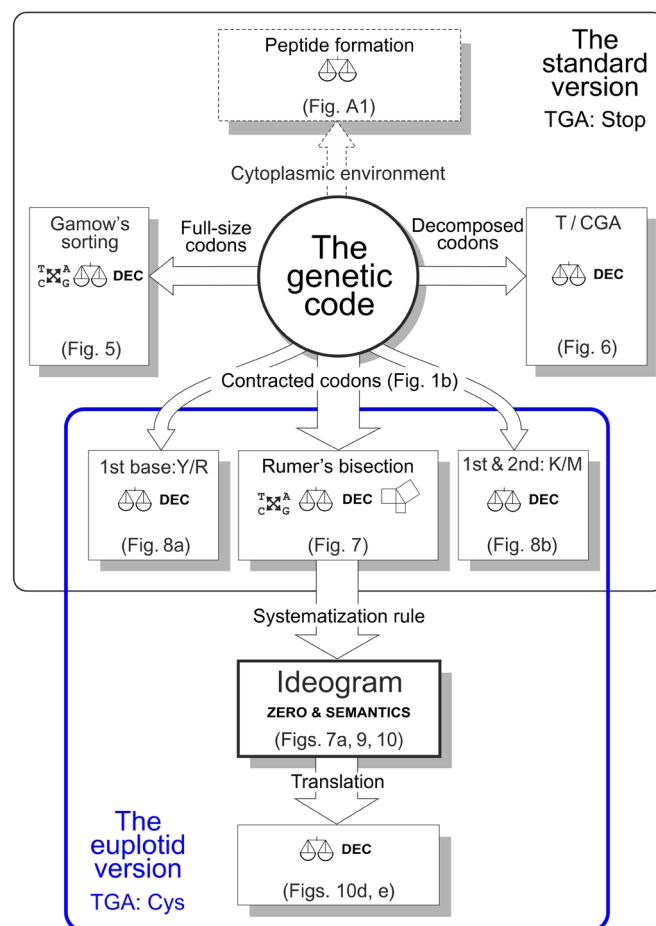 Peptide formation
(Fig. A1)
The
standard
version
TGA: Stop
Cytoplasmic environment
Gamow's
sorting
T A
C G
DEC
(Fig. 5)
Full-size
codons
The
genetic
code
Decomposed
codons
T / CGA
DEC
(Fig. 6)
Contracted codons (Fig. 1b)
1st base:Y/R
DEC
(Fig. 8a)
Rumer's bisection
T A
C G
DEC
(Fig. 7)
1st & 2nd: K/M
DEC
(Fig. 8b)
Systematization rule
Ideogram
ZERO & SEMANTICS
(Figs. 7a, 9, 10)
Translation
The
euplotid
version
TGA: Cys
DEC
(Figs. 10d, e)